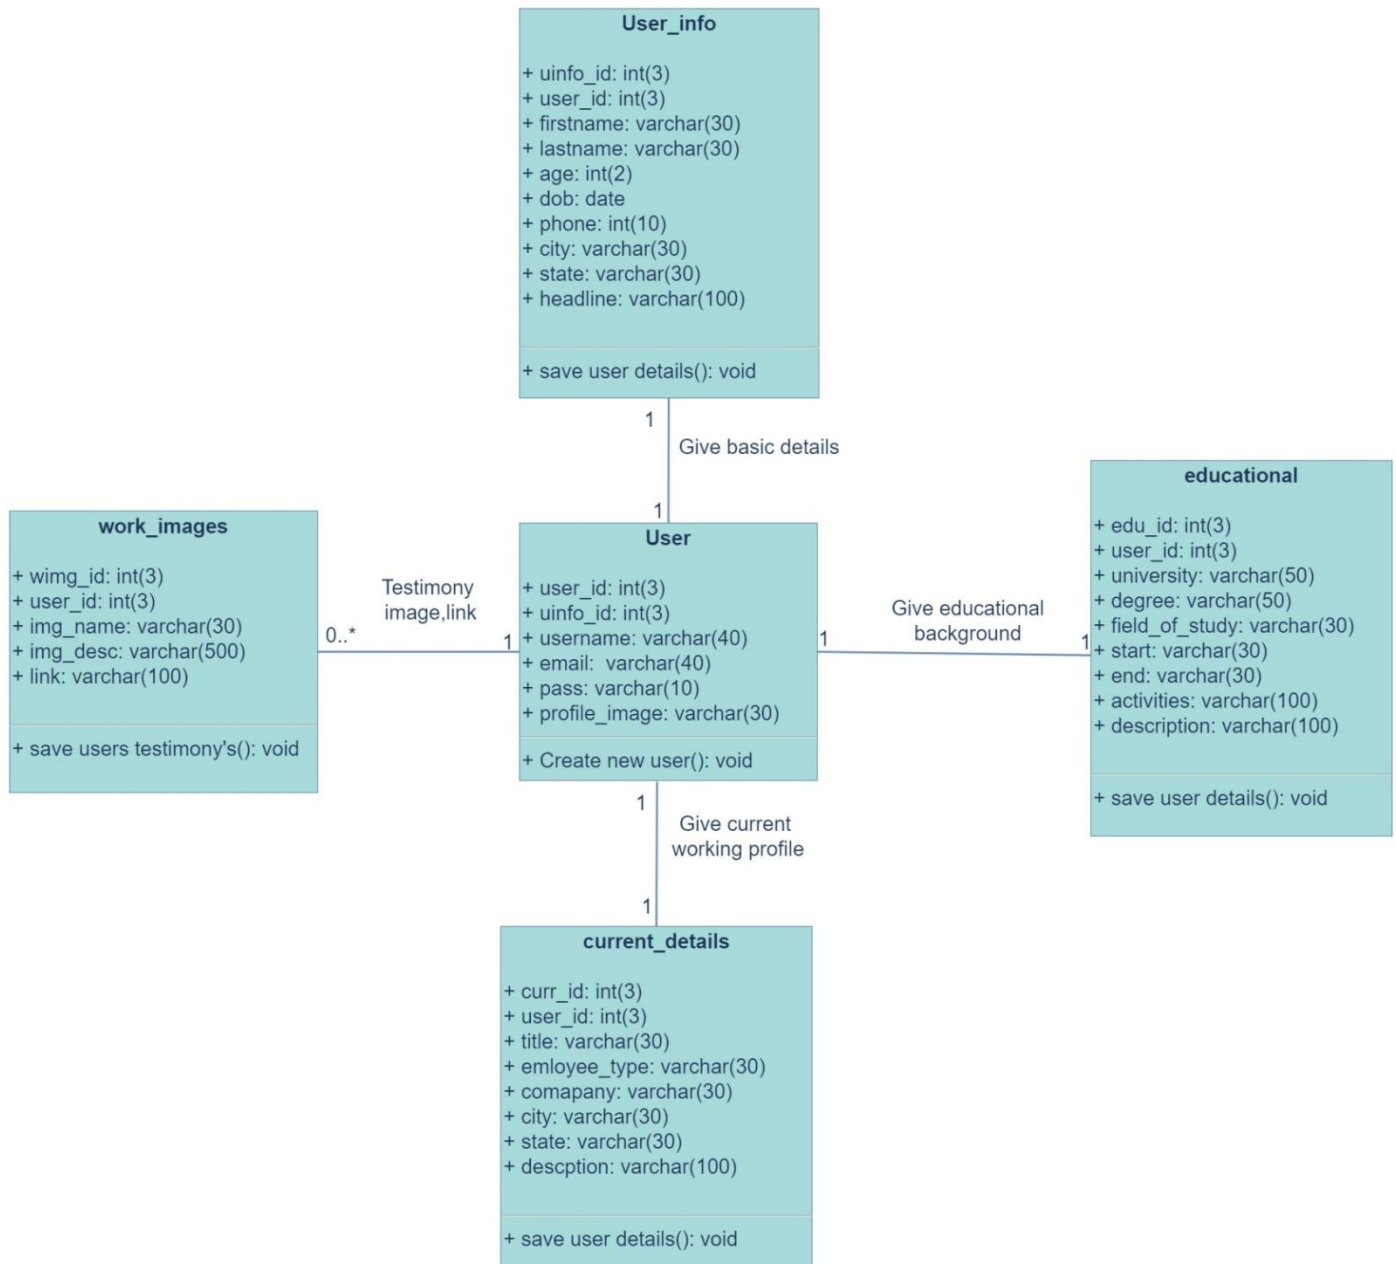 User_info
+ uinfo_id: int(3)
+ user_id: int(3)
+ firstname: varchar(30)
+ lastname: varchar(30)
+ age: int(2)
+ dob: date
+ phone: int(10)
+ city: varchar(30)
+ state: varchar(30)
+ headline: varchar(100)
+ save user details(): void
1
Give basic details
1
work_images
+ wimg_id: int(3)
+ user_id: int(3)
+ img_name: varchar(30)
+ img_desc: varchar(500)
+ link: varchar(100)
+ save users testimony's(): void
Testimony
image,link
0..*
1
User
+ user_id: int(3)
+ uinfo_id: int(3)
+ username: varchar(40)
+ email:  varchar(40)
+ pass: varchar(10)
+ profile_image: varchar(30)
+ Create new user(): void
Give educational
background
1
1
educational
+ edu_id: int(3)
+ user_id: int(3)
+ university: varchar(50)
+ degree: varchar(50)
+ field_of_study: varchar(30)
+ start: varchar(30)
+ end: varchar(30)
+ activities: varchar(100)
+ description: varchar(100)
+ save user details(): void
1
Give current
working profile
1
current_details
+ curr_id: int(3)
+ user_id: int(3)
+ title: varchar(30)
+ emloyee_type: varchar(30)
+ comapany: varchar(30)
+ city: varchar(30)
+ state: varchar(30)
+ descption: varchar(100)
+ save user details(): void